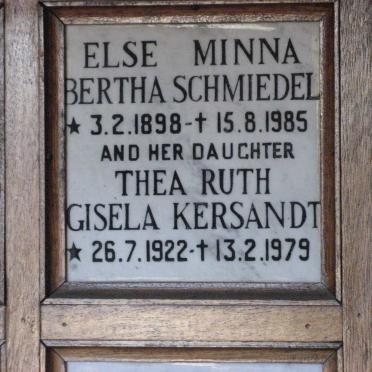 ELSE MINNA
BERTHA SCHMIEDEL
★ 3.2.1898-† 15.8.1985
AND HER DAUGHTER
THEA RUTH
GISELA KERSANDT
★ 26.7.1922-† 13.2.1979